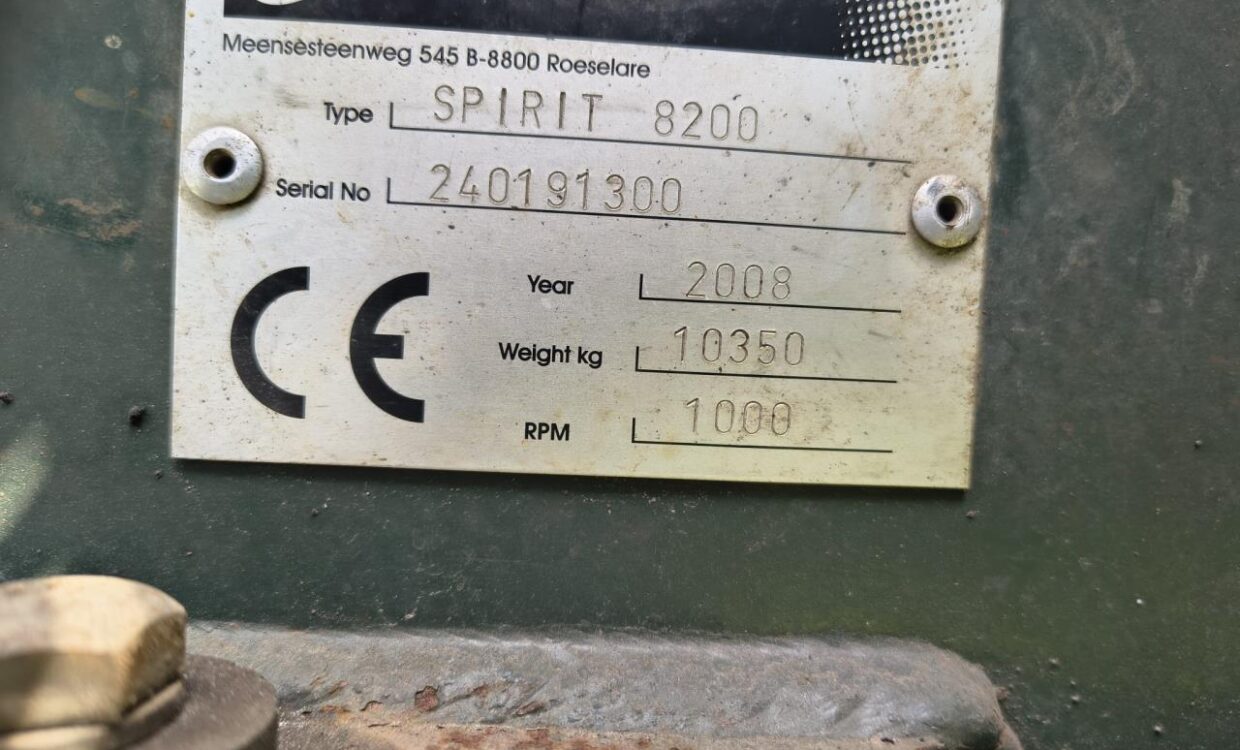 Meensesteenweg 545 B-8800 Roeselare
Type SPIRIT 8200
Serial No 240191300
CE
Year 2008
Weight kg 10350
RPM 1000